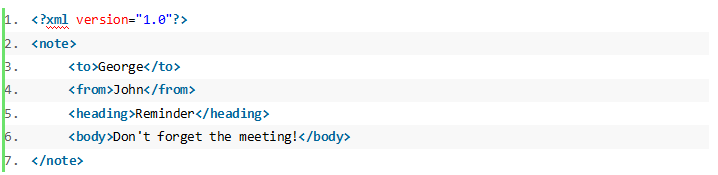 1. <?xml version="1.0"?>
2. <note>
3.     <to>George</to>
4.     <from>John</from>
5.     <heading>Reminder</heading>
6.     <body>Don't forget the meeting!</body>
7. </note>